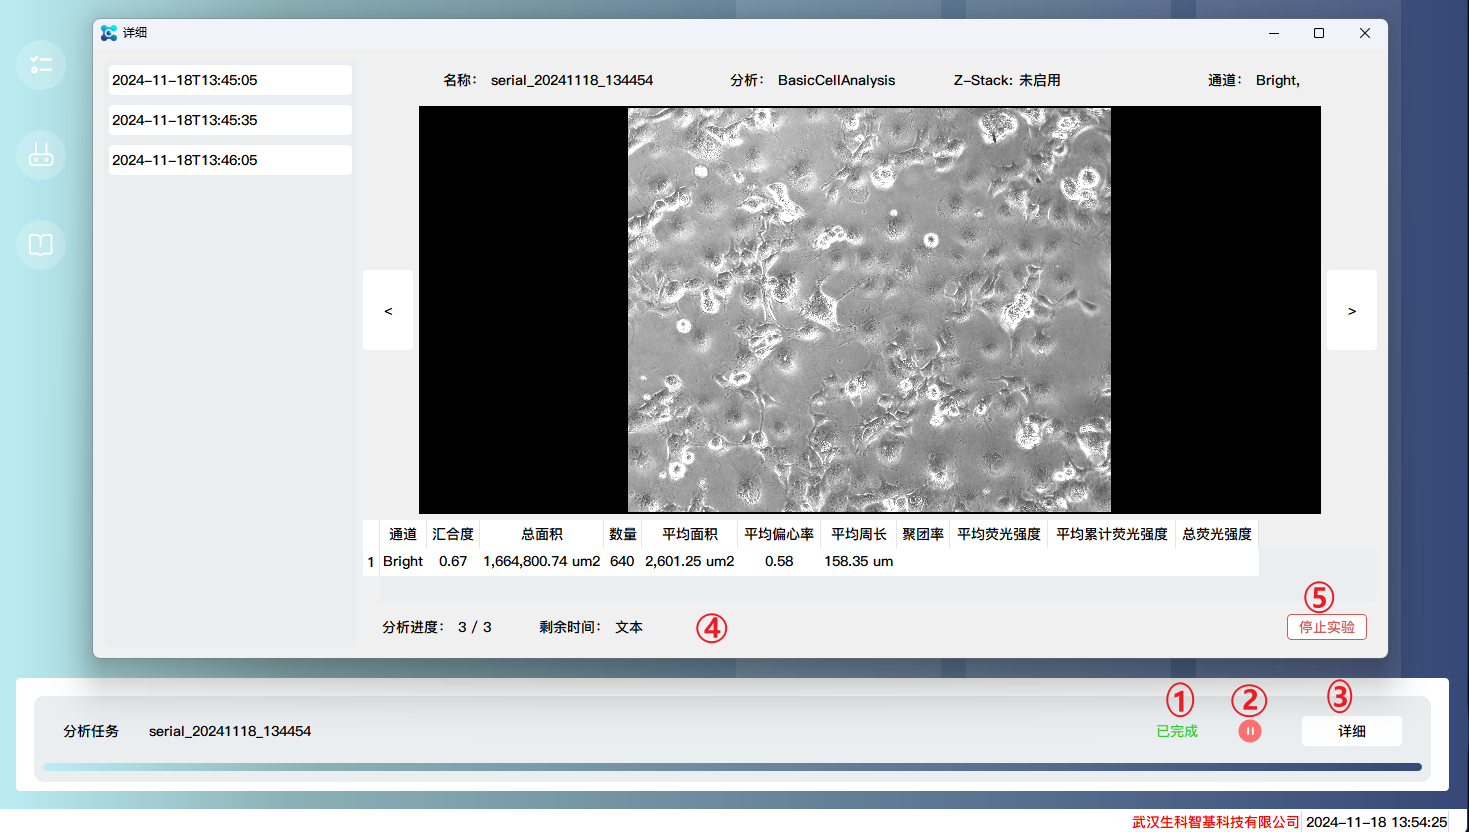 详细
2024-11-18T13:45:05
2024-11-18T13:45:35
2024-11-18T13:46:05
名称： serial_20241118_134454 分析： BasicCellAnalysis Z-Stack: 未启用 通道： Bright,
<
>
通道 汇合度 总面积 数量 平均面积 平均偏心率 平均周长 聚团率 平均荧光强度 平均累计荧光强度 总荧光强度
1 Bright 0.67 1,664,800.74 um2 640 2,601.25 um2 0.58 158.35 um
分析进度： 3 / 3 剩余时间： 文本 ④
⑤
停止实验
① ② ③
分析任务 serial_20241118_134454 已完成 详细
武汉生科智基科技有限公司 2024-11-18 13:54:25